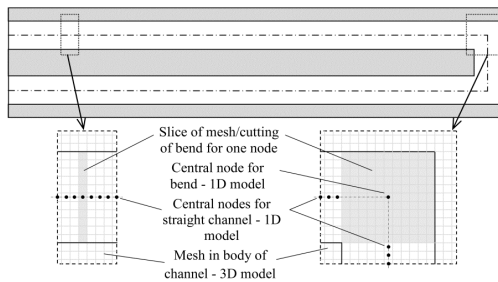 Slice of mesh/cutting
of bend for one node
Central node for
bend - 1D model
Central nodes for
straight channel - 1D
model
Mesh in body of
channel - 3D model